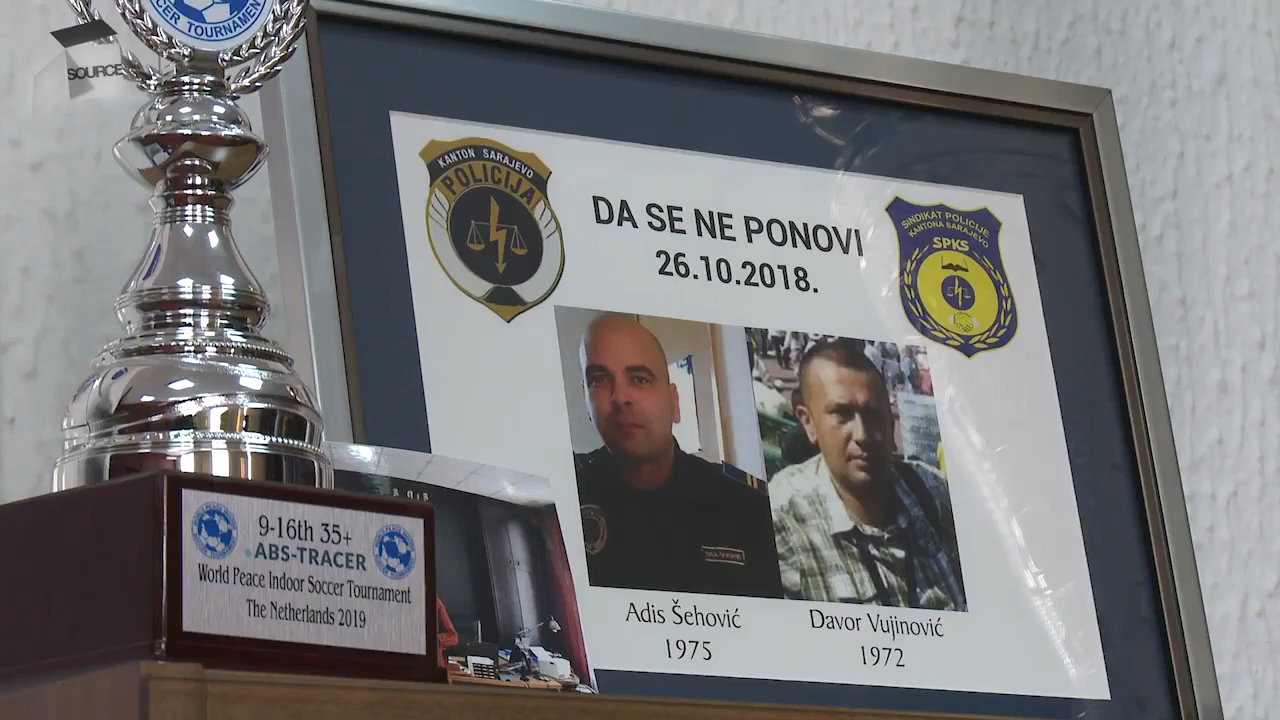 CER TOURNAMENT
SOURCE
KANTON SARAJEVO
POLICIJA
DA SE NE PONOVI
26.10.2018.
SINDIKAT POLICIJE
KANTONA SARAJEVO
SPKS
Adis Šehović
1975
Davor Vujinović
1972
9-16th 35+
ABS-TRACER
World Peace Indoor Soccer Tournament
The Netherlands 2019